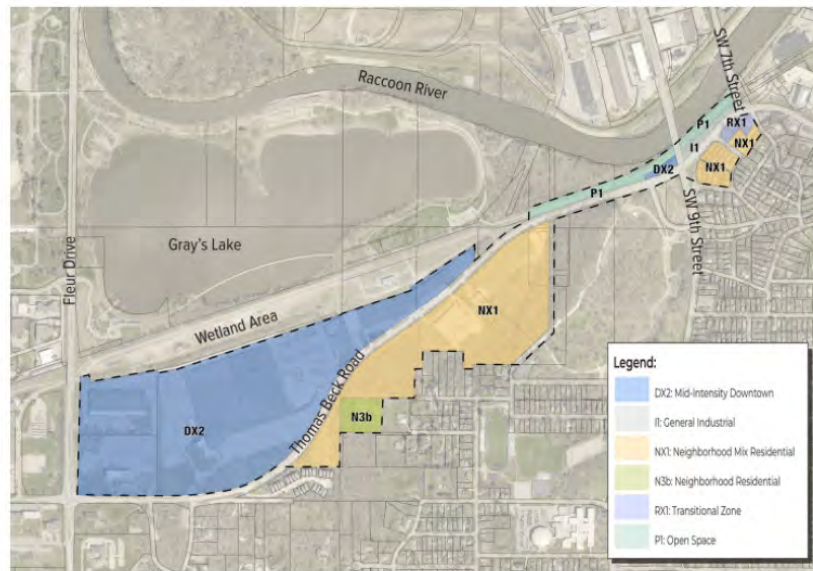 SW 7th Street
Raccoon River
P1
RX1
I1
NX1
DX2
NX1
P1
SW 9th Street
Gray's Lake
Fleur Drive
Wetland Area
NX1
Thomas Beck Road
N3b
DX2
Legend:
DX2: Mid-Intensity Downtown
I1: General Industrial
NX1: Neighborhood Mix Residential
N3b: Neighborhood Residential
RX1: Transitional Zone
P1: Open Space